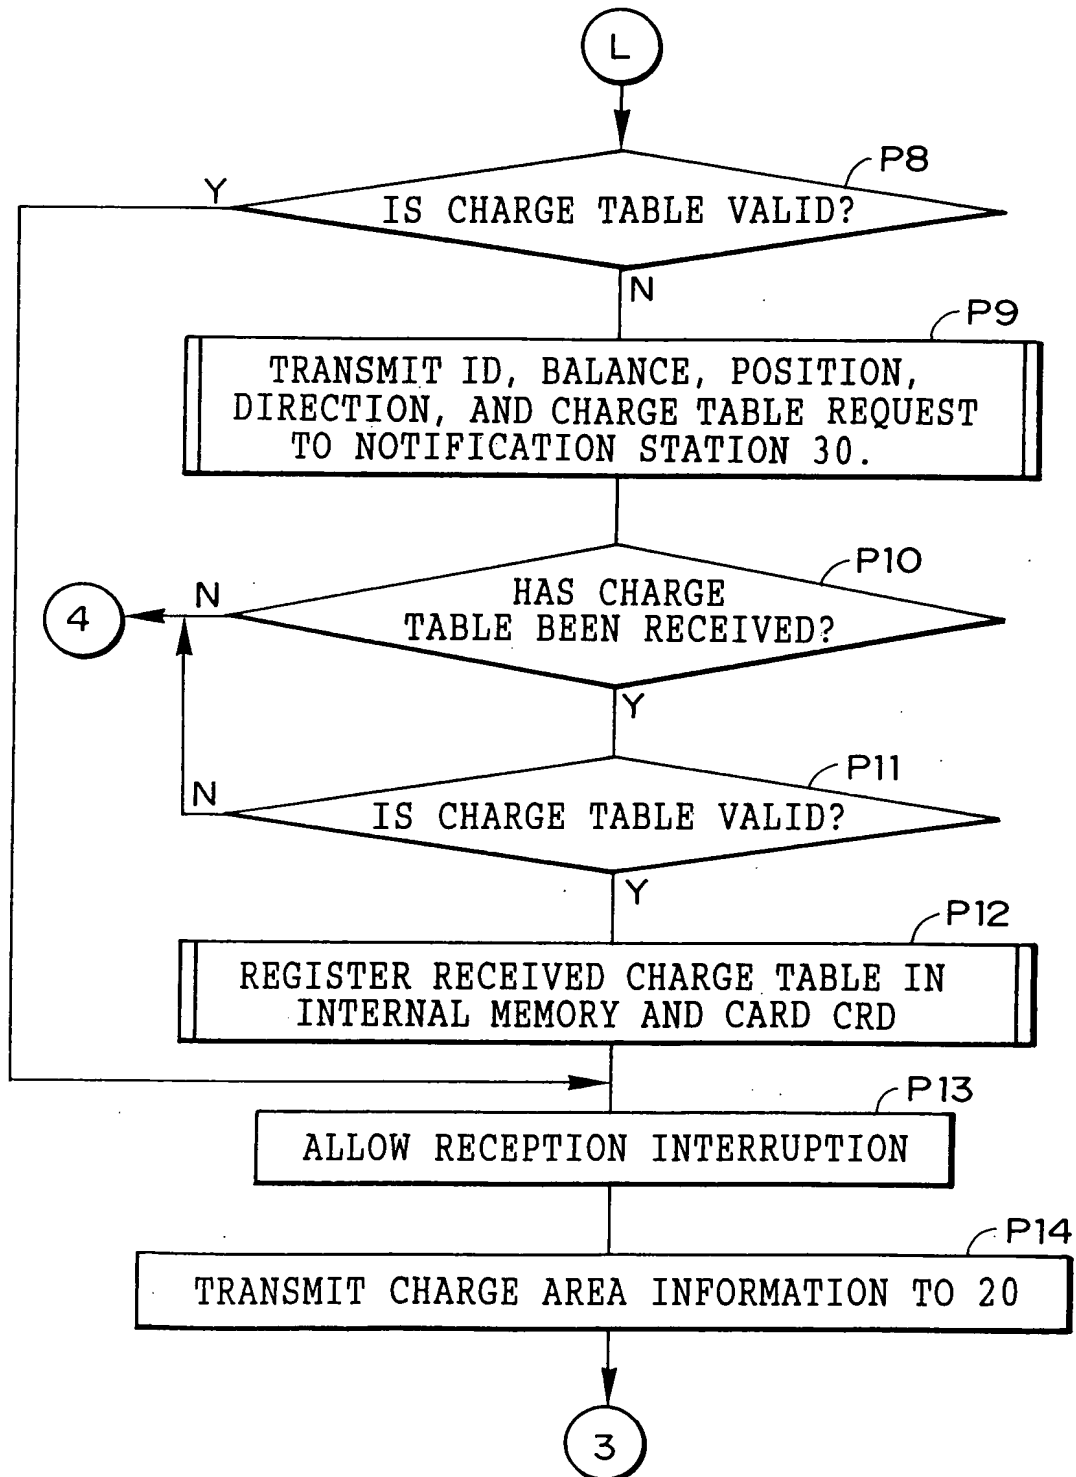 L
P8
Y
IS CHARGE TABLE VALID?
N
P9
TRANSMIT ID, BALANCE, POSITION,
DIRECTION, AND CHARGE TABLE REQUEST
TO NOTIFICATION STATION 30.
P10
N
HAS CHARGE
4
TABLE BEEN RECEIVED?
Y
P11
N
IS CHARGE TABLE VALID?
Y
P12
REGISTER RECEIVED CHARGE TABLE IN
INTERNAL MEMORY AND CARD CRD
P13
ALLOW RECEPTION INTERRUPTION
P14
TRANSMIT CHARGE AREA INFORMATION TO 20
3